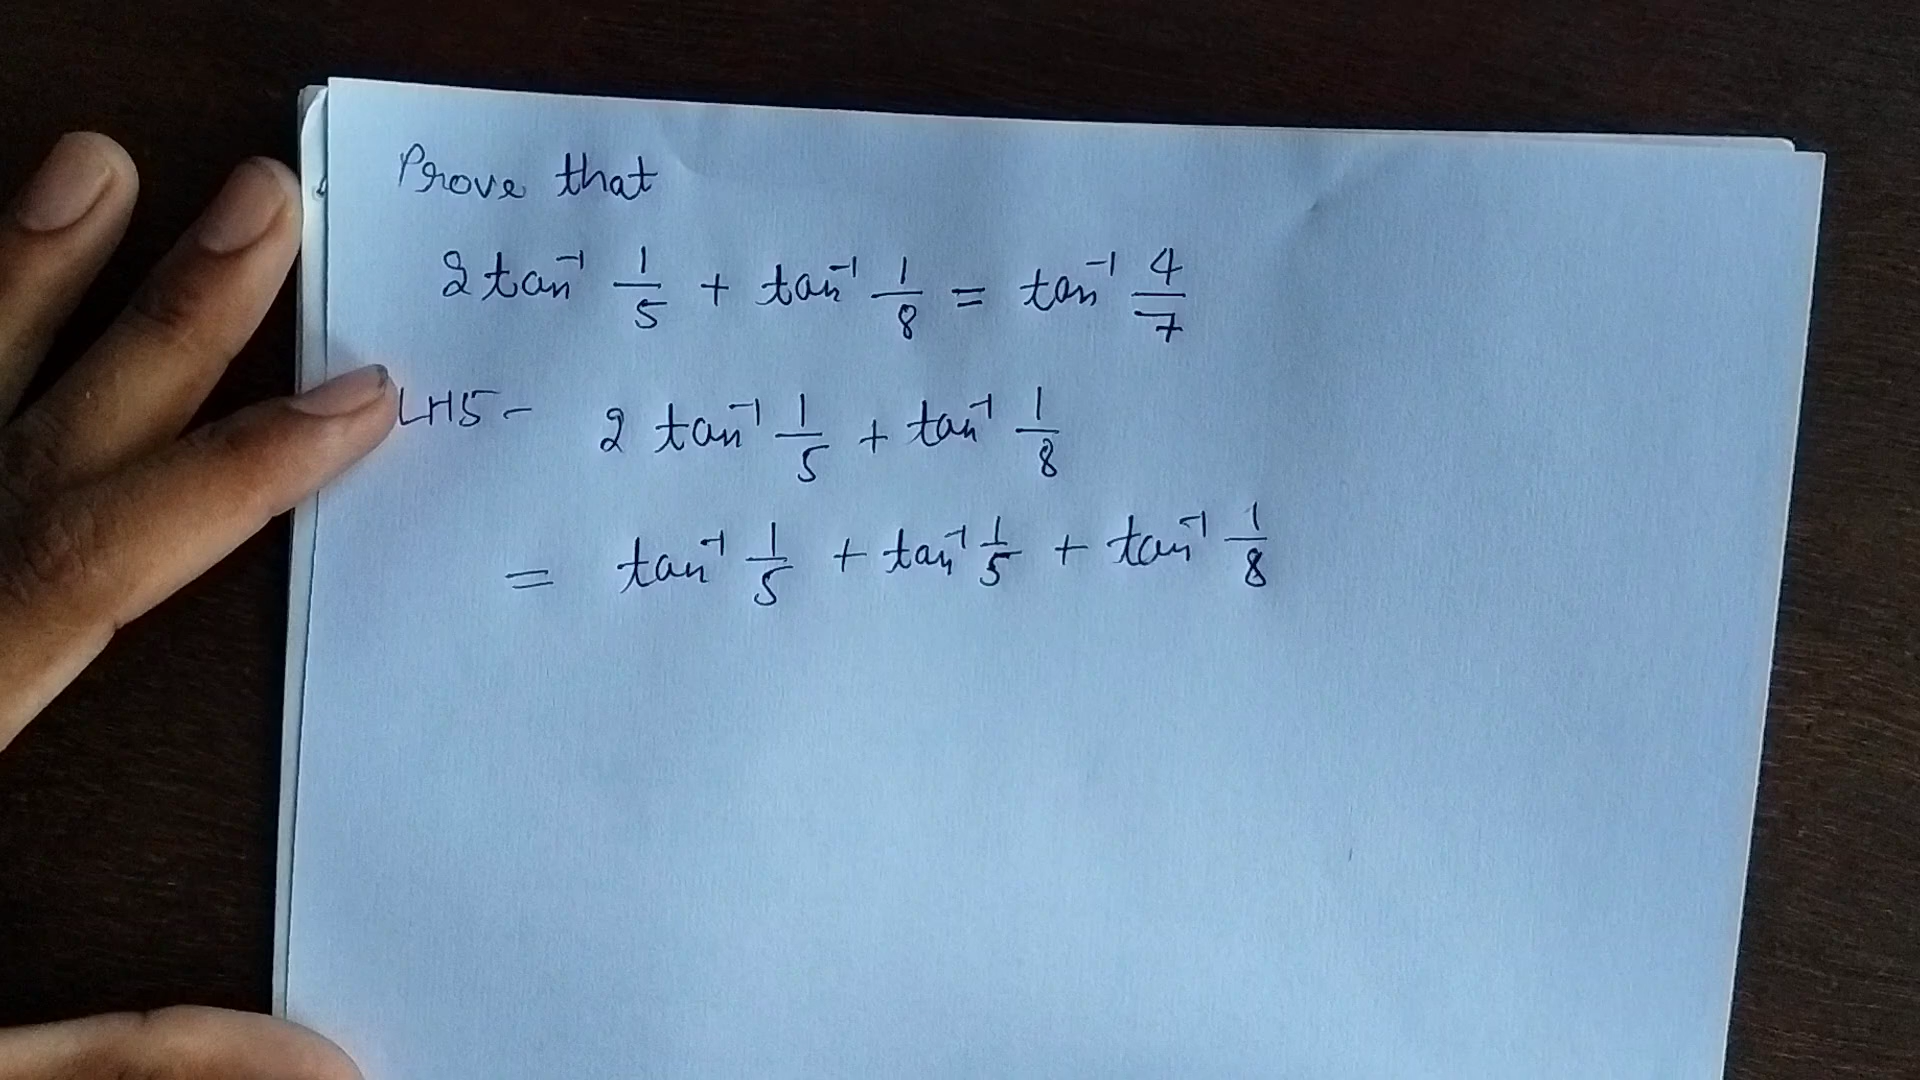 Prove that
2 tan⁻¹ 1/5 + tan⁻¹ 1/8 = tan⁻¹ 4/7
LHS - 2 tan⁻¹ 1/5 + tan⁻¹ 1/8
= tan⁻¹ 1/5 + tan⁻¹ 1/5 + tan⁻¹ 1/8